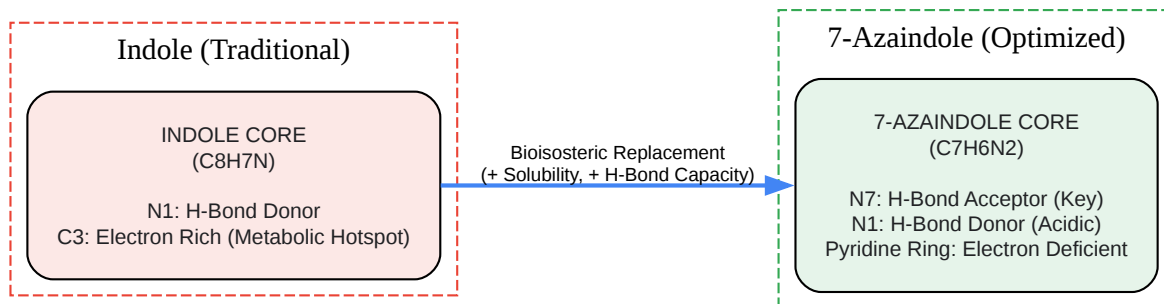 Indole (Traditional)
INDOLE CORE
(C8H7N)
N1: H-Bond Donor
C3: Electron Rich (Metabolic Hotspot)
Bioisosteric Replacement
(+ Solubility, + H-Bond Capacity)
7-Azaindole (Optimized)
7-AZAINDOLE CORE
(C7H6N2)
N7: H-Bond Acceptor (Key)
N1: H-Bond Donor (Acidic)
Pyridine Ring: Electron Deficient